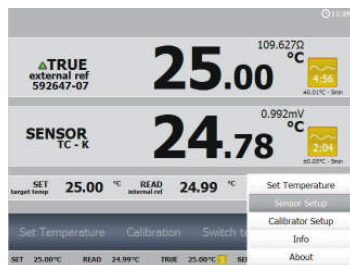 11:29
109.627Ω
TRUE
external ref
592647-07
25.00 °C
4:56
±0.01°C - 5min
0.992mV
SENSOR
TC - K
24.78 °C
2:04
±0.05°C - 5min
SET
target temp
25.00 °C
READ
internal ref
24.99 °C
Set Temperature
Sensor Setup
Calibrator Setup
Info
About
Set Temperature Calibration Switch t
SET 25.00°C READ 24.99°C TRUE 25.00°C SE